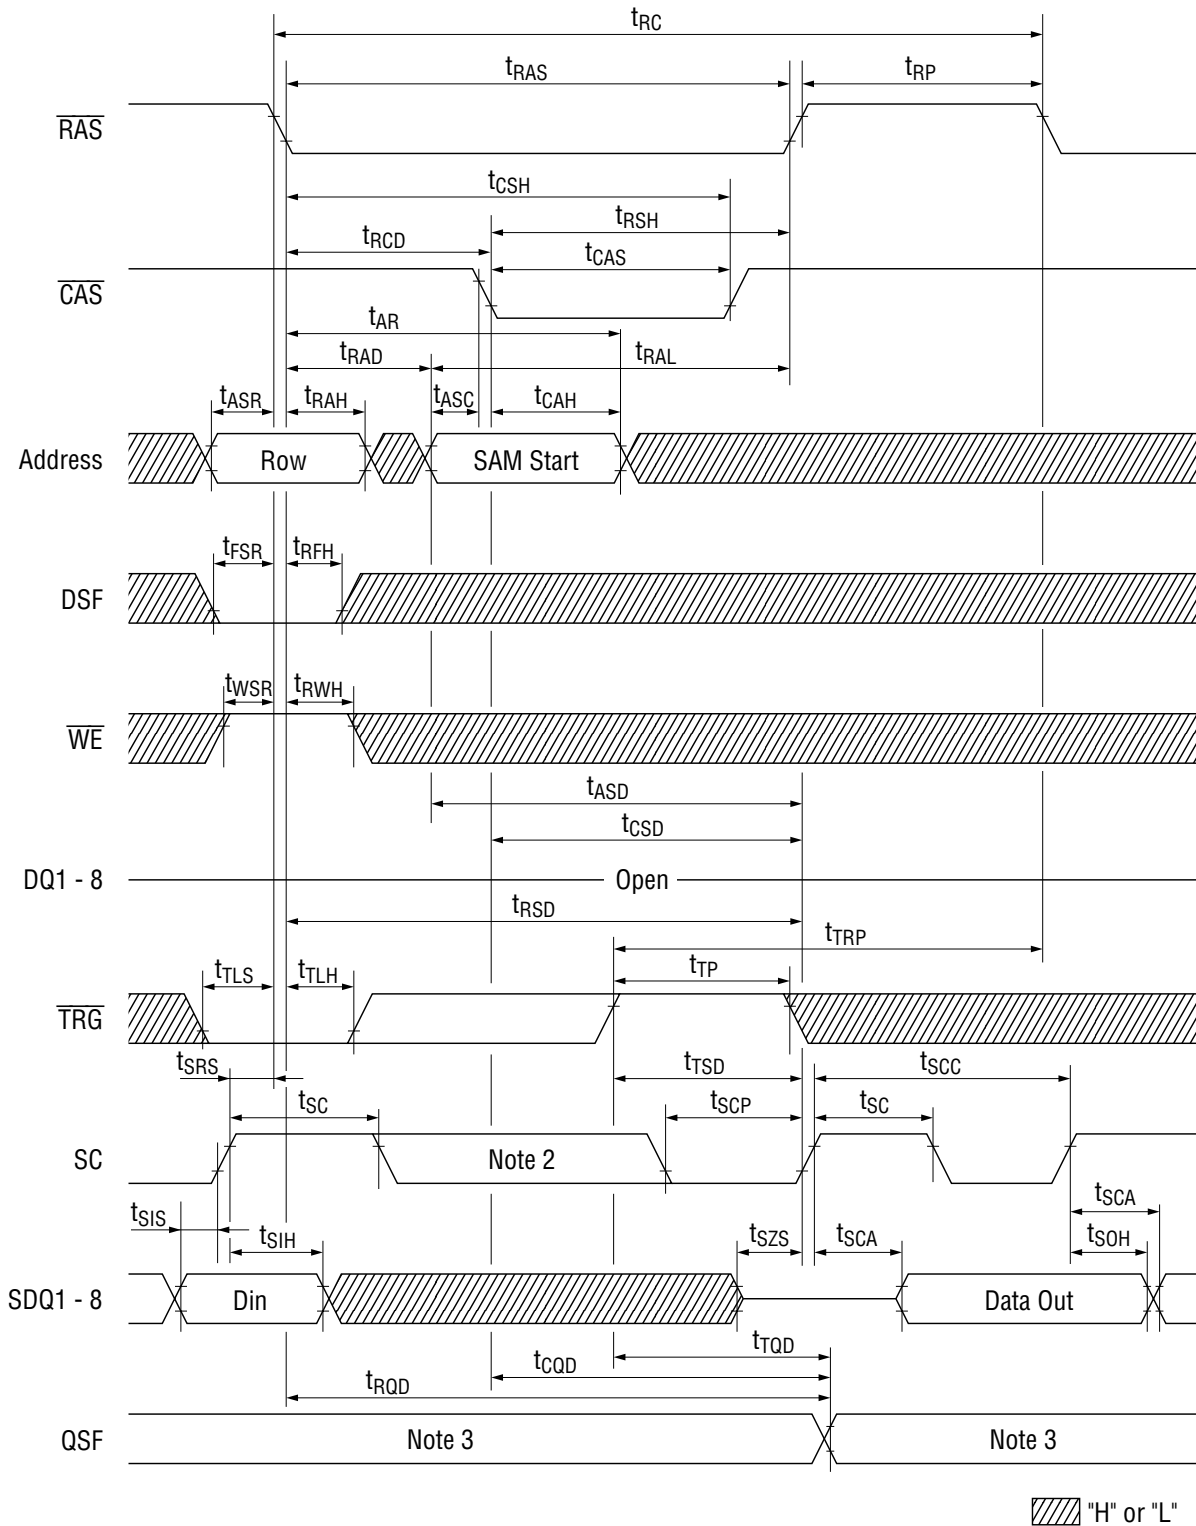 tRC
tRAS
tRP
RAS
tCSH
tRSH
tRCD
tCAS
CAS
tAR
tRAD
tRAL
tASR
tRAH
tASC
tCAH
Address
Row
SAM Start
tFSR
tRFH
DSF
tWSR
tRWH
WE
tASD
tCSD
DQ1 - 8
Open
tRSD
tTRP
tTLS
tTLH
tTP
TRG
tSRS
tTSD
tSCC
tSC
tSCP
tSC
SC
Note 2
tSIS
tSIH
tSZS
tSCA
tSCA
tSOH
SDQ1 - 8
Din
Data Out
tTQD
tCQD
tRQD
QSF
Note 3
Note 3
"H" or "L"